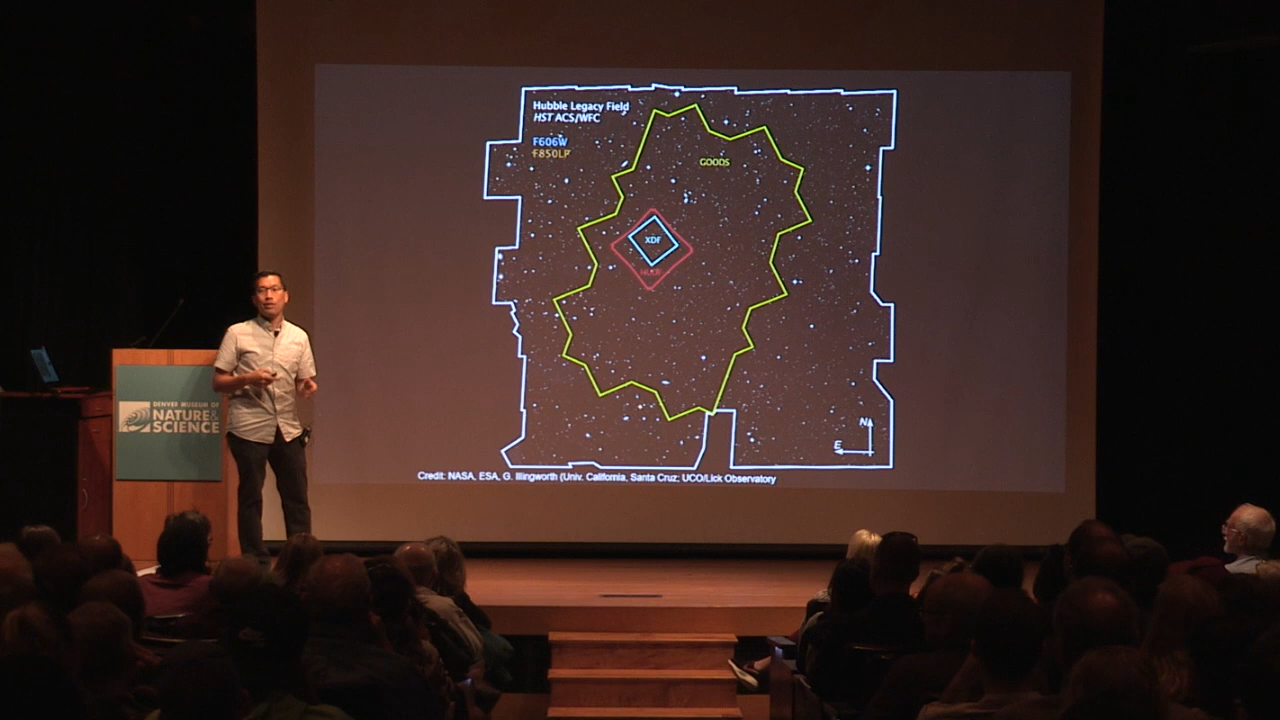 Hubble Legacy Field
HST ACS/WFC
F606W
F850LP
GOODS
XDF
HUDF
N
E
Credit: NASA, ESA, G. Illingworth (Univ. California, Santa Cruz; UCO/Lick Observatory
DENVER MUSEUM OF
NATURE &
SCIENCE